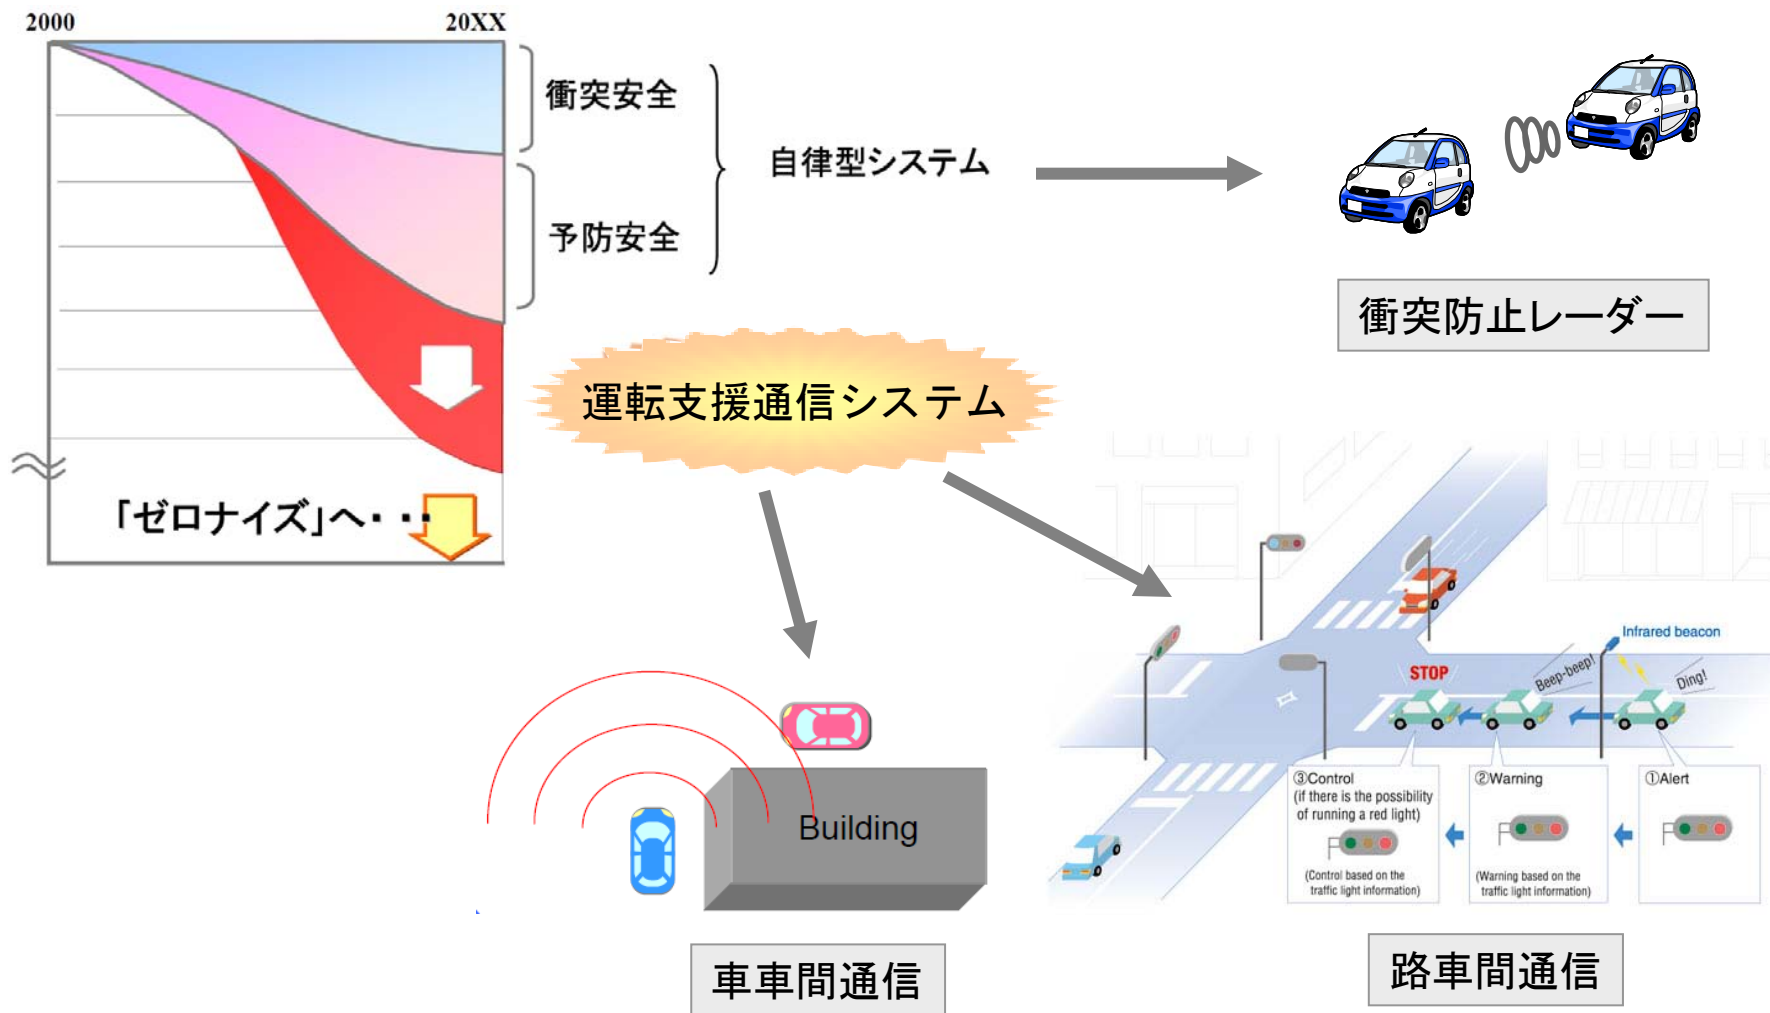 2000
20XX
衝突安全
予防安全
自律型システム
衝突防止レーダー
運転支援通信システム
「ゼロナイズ」へ・・・
Infrared beacon
STOP
Beep-beep!
Ding!
③Control
(if there is the possibility
of running a red light)
(Control based on the
traffic light information)
②Warning
(Warning based on the
traffic light information)
①Alert
Building
車車間通信
路車間通信